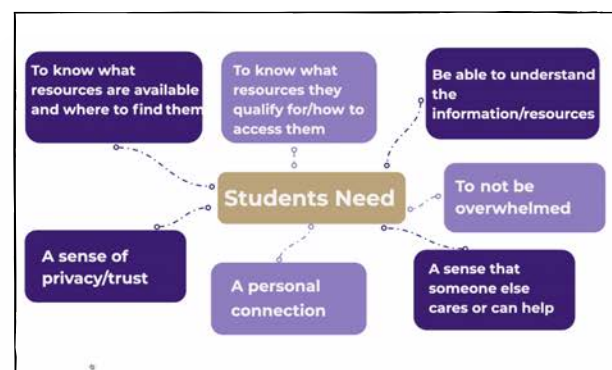 To know what
resources are available
and where to find them
To know what
resources they
qualify for/how to
access them
Be able to understand
the
information/resources
Students Need
To not be
overwhelmed
A sense of
privacy/trust
A personal
connection
A sense that
someone else
cares or can help